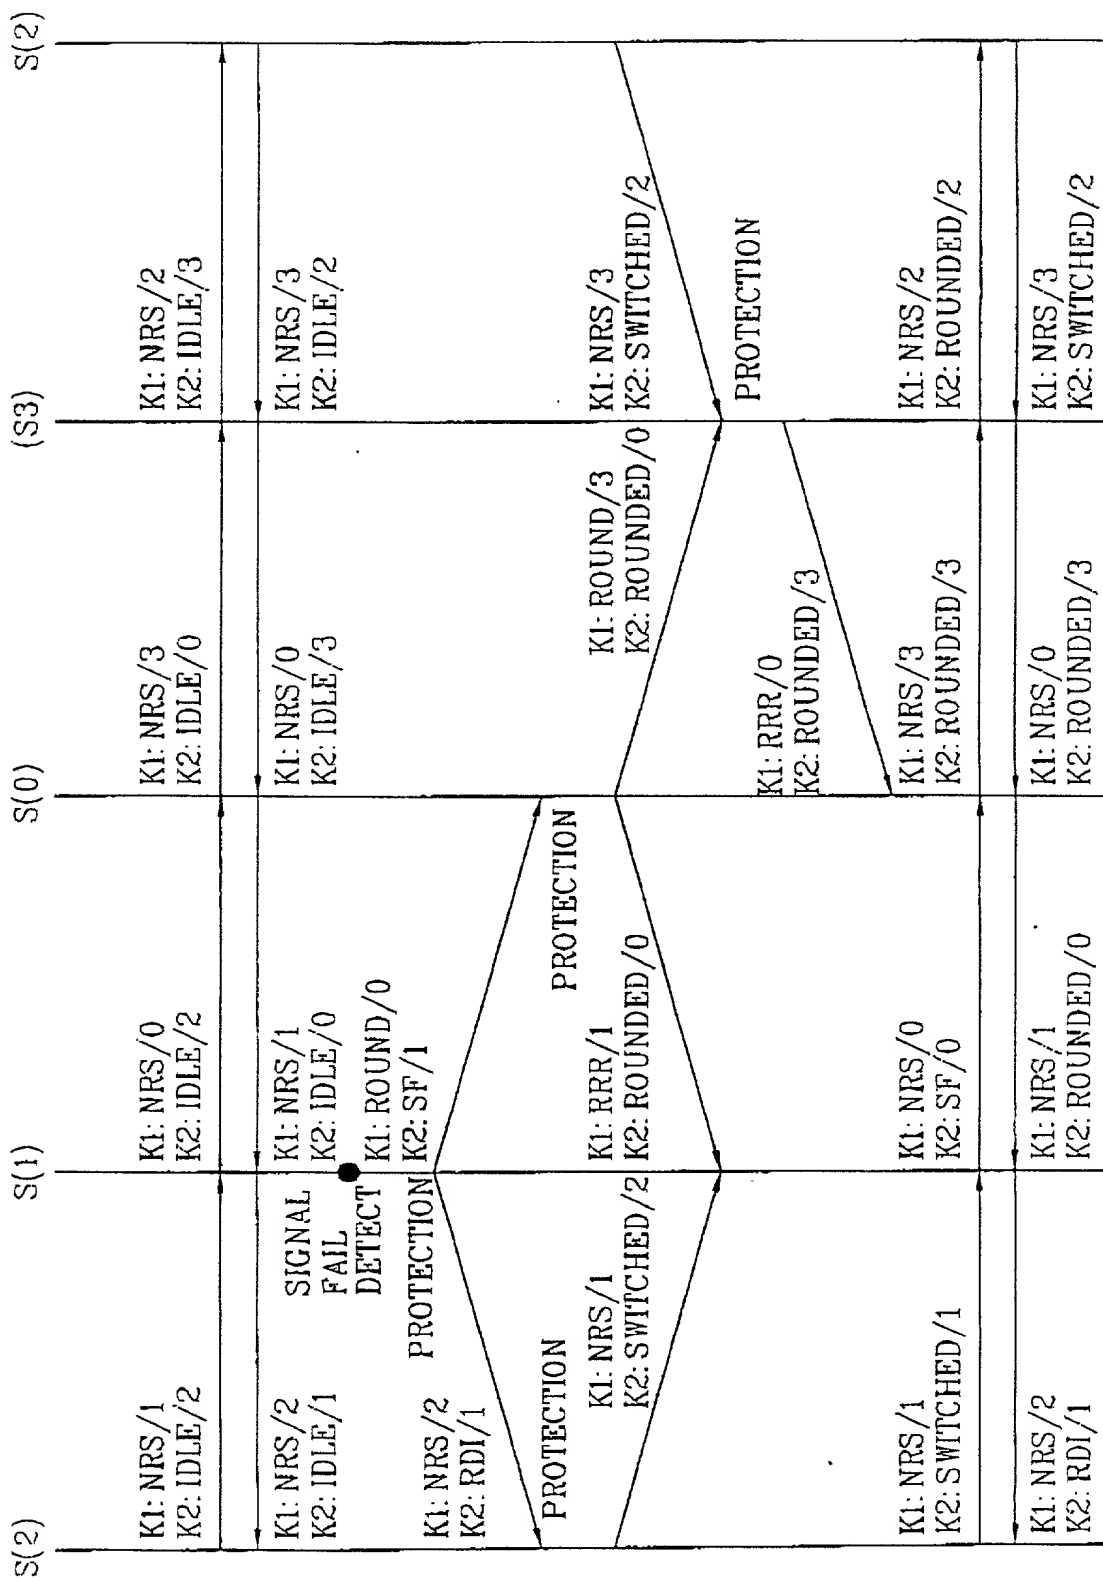 S(2)
S(1)
S(0)
(S3)
S(2)
K1: NRS/1
K2: IDLE/2
K1: NRS/0
K2: IDLE/2
K1: NRS/3
K2: IDLE/0
K1: NRS/2
K2: IDLE/3
K1: NRS/2
K2: IDLE/1
K1: NRS/1
K2: IDLE/0
K1: NRS/0
K2: IDLE/3
K1: NRS/3
K2: IDLE/2
SIGNAL
FAIL
DETECT
K1: ROUND/0
K2: SF/1
PROTECTION
K1: NRS/2
K2: RDI/1
PROTECTION
PROTECTION
K1: NRS/1
K2: SWITCHED/2
K1: RRR/1
K2: ROUNDED/0
K1: ROUND/3
K2: ROUNDED/0
K1: NRS/3
K2: SWITCHED/2
PROTECTION
K1: RRR/0
K2: ROUNDED/3
K1: NRS/1
K2: SWITCHED/1
K1: NRS/0
K2: SF/0
K1: NRS/3
K2: ROUNDED/3
K1: NRS/2
K2: ROUNDED/2
K1: NRS/2
K2: RDI/1
K1: NRS/1
K2: ROUNDED/0
K1: NRS/0
K2: ROUNDED/3
K1: NRS/3
K2: SWITCHED/2